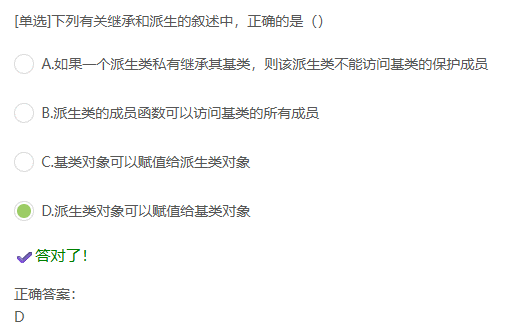 [单选]下列有关继承和派生的叙述中，正确的是（）
A.如果一个派生类私有继承其基类，则该派生类不能访问基类的保护成员
B.派生类的成员函数可以访问基类的所有成员
C.基类对象可以赋值给派生类对象
D.派生类对象可以赋值给基类对象
答对了！
正确答案：
D